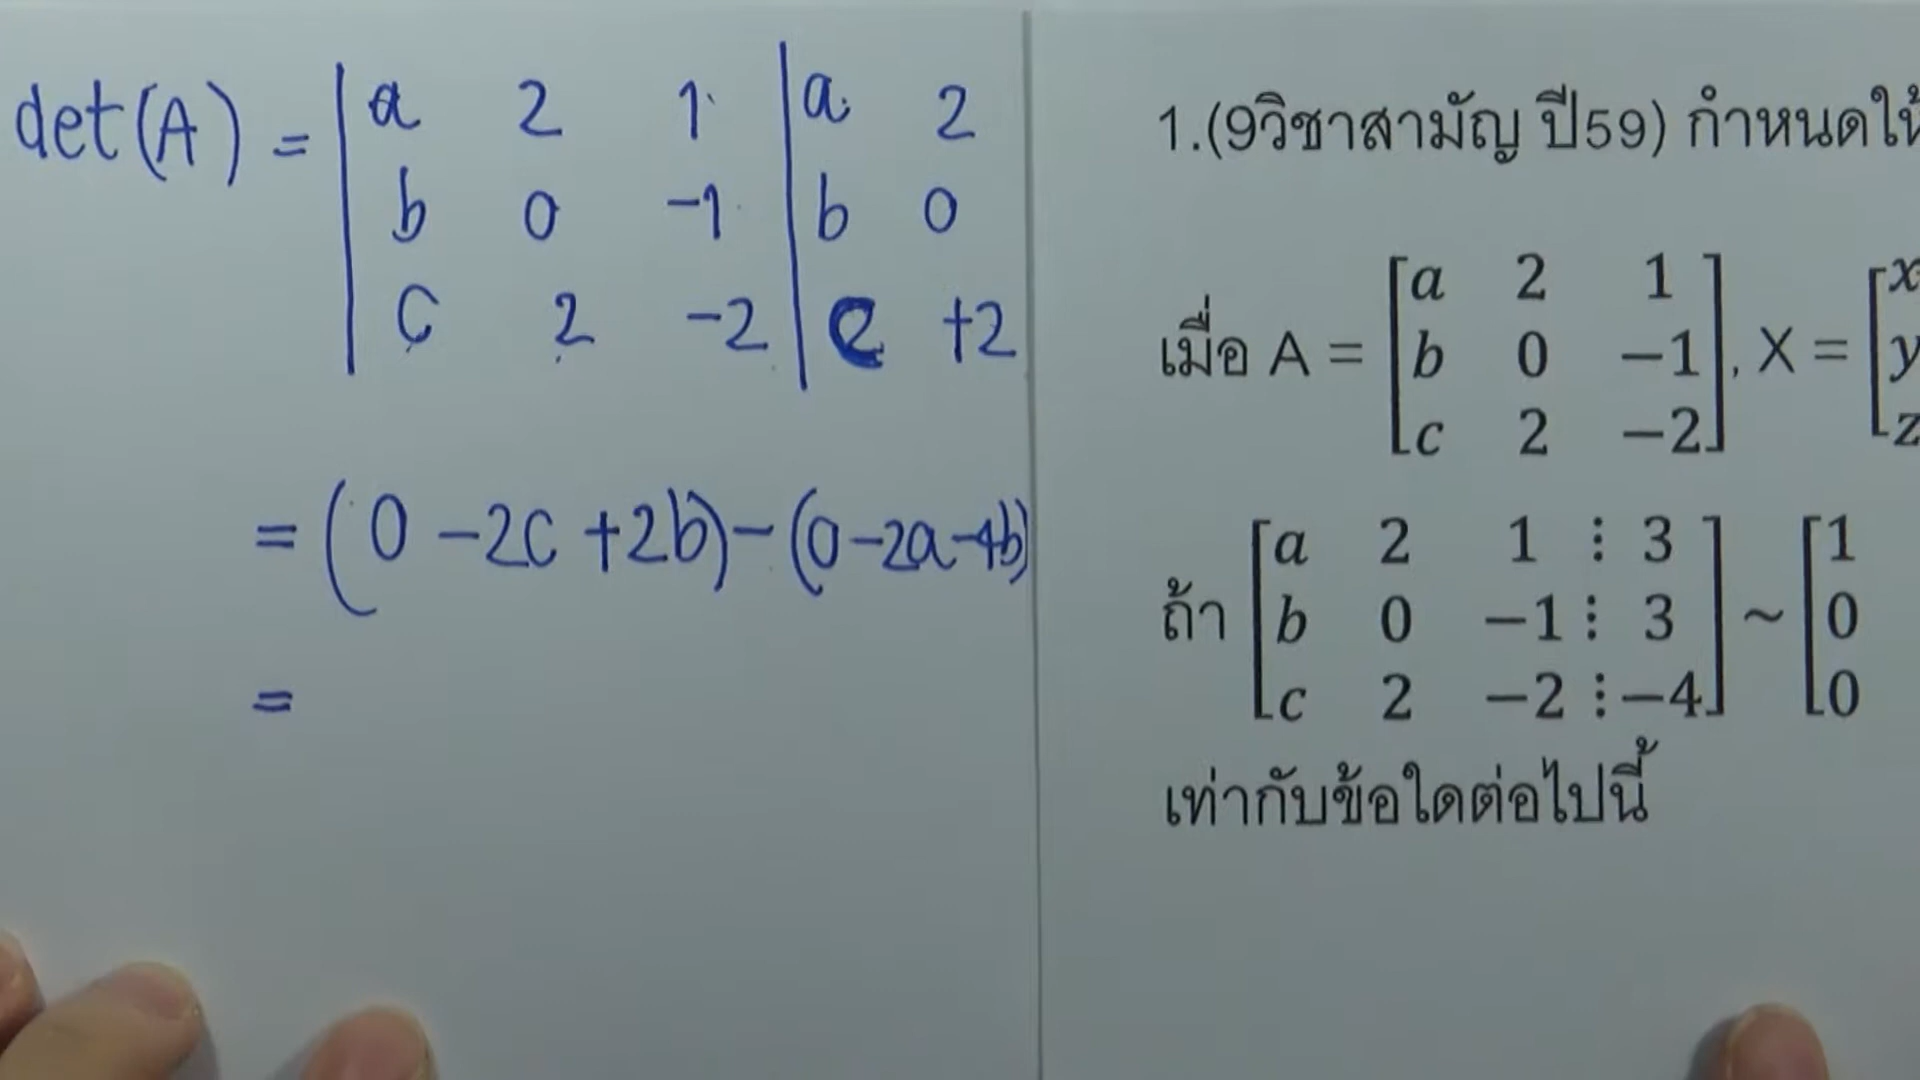 det(A) = | a 2 1 | a 2
b 0 -1 | b 0
c 2 -2 | c +2
= (0 -2c +2b) - (0-2a-4b)
=
1.(9วิชาสามัญ ปี59) กำหนดให้
เมื่อ A = [a 2 1 b 0 −1 c 2 −2], X = [x y z
ถ้า [a 2 1 ⋮ 3 b 0 −1 ⋮ 3 c 2 −2 ⋮ −4] ~ [1 0 0
เท่ากับข้อใดต่อไปนี้